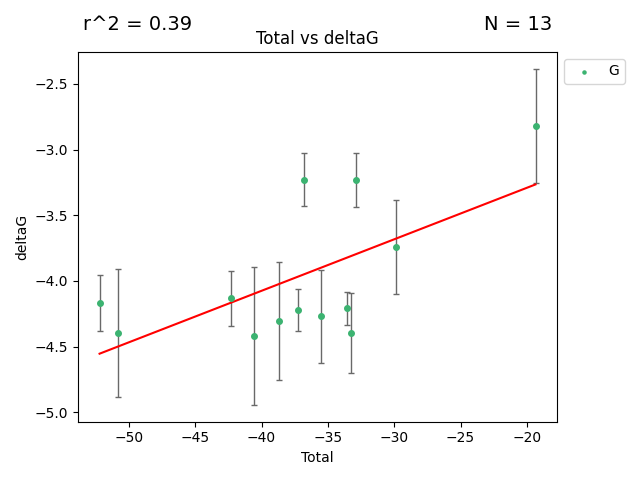 r^2 = 0.39
N = 13
Total vs deltaG
G
deltaG
−2.5
−3.0
−3.5
−4.0
−4.5
−5.0
−50
−45
−40
−35
−30
−25
−20
Total